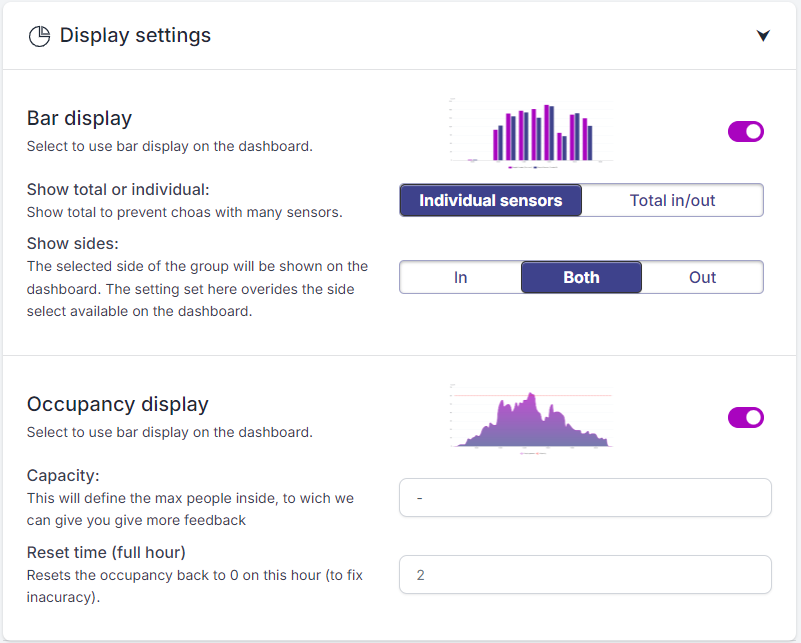 Display settings
Bar display
Select to use bar display on the dashboard.
Show total or individual:
Show total to prevent choas with many sensors.
Individual sensors
Total in/out
Show sides:
The selected side of the group will be shown on the
dashboard. The setting set here overides the side
select available on the dashboard.
In
Both
Out
Occupancy display
Select to use bar display on the dashboard.
Capacity:
This will define the max people inside, to wich we
can give you give more feedback
-
Reset time (full hour)
Resets the occupancy back to 0 on this hour (to fix
inacuracy).
2